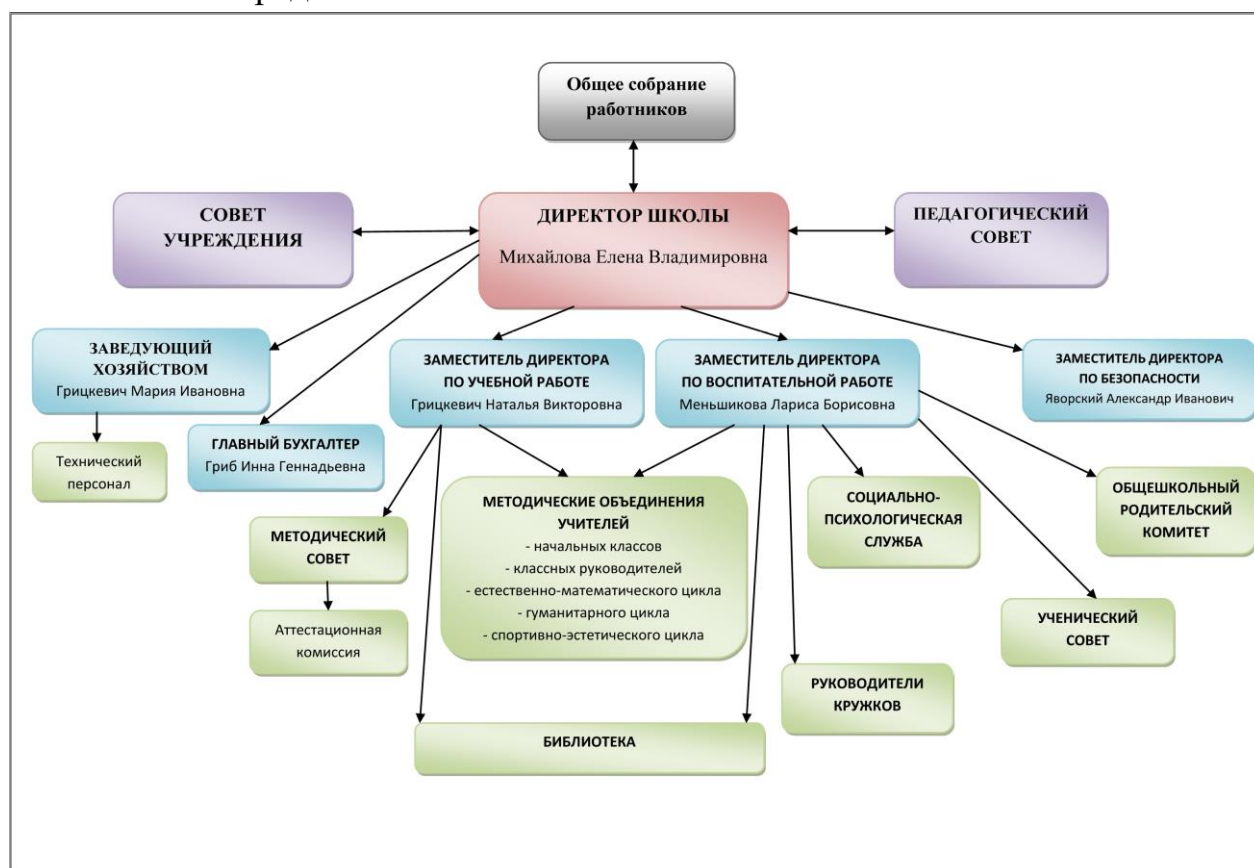 Общее собрание
работников
СОВЕТ
УЧРЕЖДЕНИЯ
ДИРЕКТОР ШКОЛЫ
Михайлова Елена Владимировна
ПЕДАГОГИЧЕСКИЙ
СОВЕТ
ЗАВЕДУЮЩИЙ
ХОЗЯЙСТВОМ
Грицкевич Мария Ивановна
ЗАМЕСТИТЕЛЬ ДИРЕКТОРА
ПО УЧЕБНОЙ РАБОТЕ
Грицкевич Наталья Викторовна
ЗАМЕСТИТЕЛЬ ДИРЕКТОРА
ПО ВОСПИТАТЕЛЬНОЙ РАБОТЕ
Меньшикова Лариса Борисовна
ЗАМЕСТИТЕЛЬ ДИРЕКТОРА
ПО БЕЗОПАСНОСТИ
Яворский Александр Иванович
Технический
персонал
ГЛАВНЫЙ БУХГАЛТЕР
Гриб Инна Геннадьевна
МЕТОДИЧЕСКИЙ
СОВЕТ
Аттестационная
комиссия
МЕТОДИЧЕСКИЕ ОБЪЕДИНЕНИЯ
УЧИТЕЛЕЙ
- начальных классов
- классных руководителей
- естественно-математического цикла
- гуманитарного цикла
- спортивно-эстетического цикла
СОЦИАЛЬНО-
ПСИХОЛОГИЧЕСКАЯ
СЛУЖБА
ОБЩЕШКОЛЬНЫЙ
РОДИТЕЛЬСКИЙ
КОМИТЕТ
УЧЕНИЧЕСКИЙ
СОВЕТ
РУКОВОДИТЕЛИ
КРУЖКОВ
БИБЛИОТЕКА